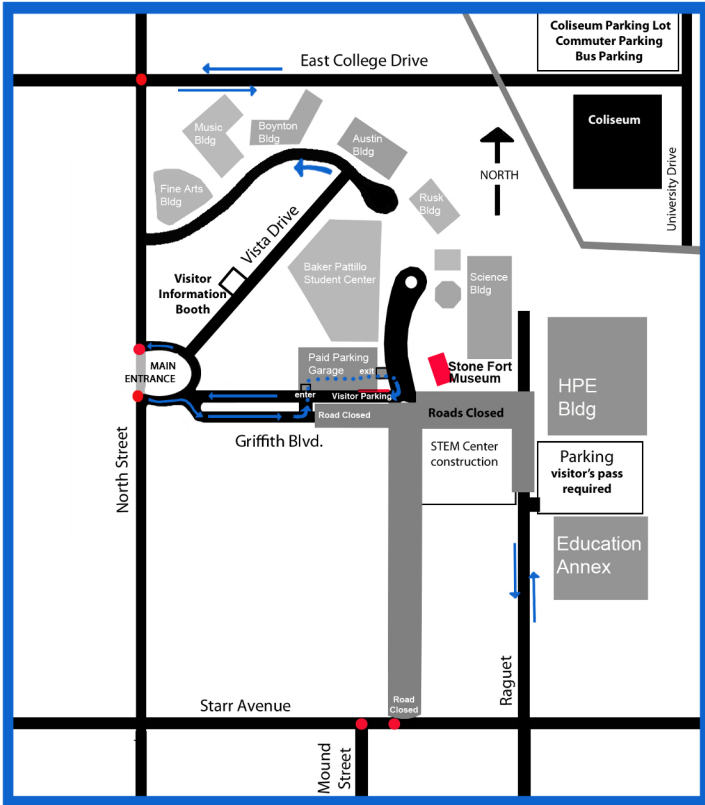 Coliseum Parking Lot
Commuter Parking
Bus Parking
East College Drive
Music
Bldg
Boynton
Bldg
Austin
Bldg
Coliseum
NORTH
University Drive
Fine Arts
Bldg
Rusk
Bldg
Vista Drive
Visitor
Information
Booth
Baker Pattillo
Student Center
Science
Bldg
MAIN
ENTRANCE
Paid Parking
Garage
exit
enter
Visitor Parking
Stone Fort
Museum
HPE
Bldg
Road Closed
Roads Closed
Griffith Blvd.
STEM Center
construction
Parking
visitor's pass
required
North Street
Education
Annex
Raguet
Road
Closed
Starr Avenue
Mound
Street